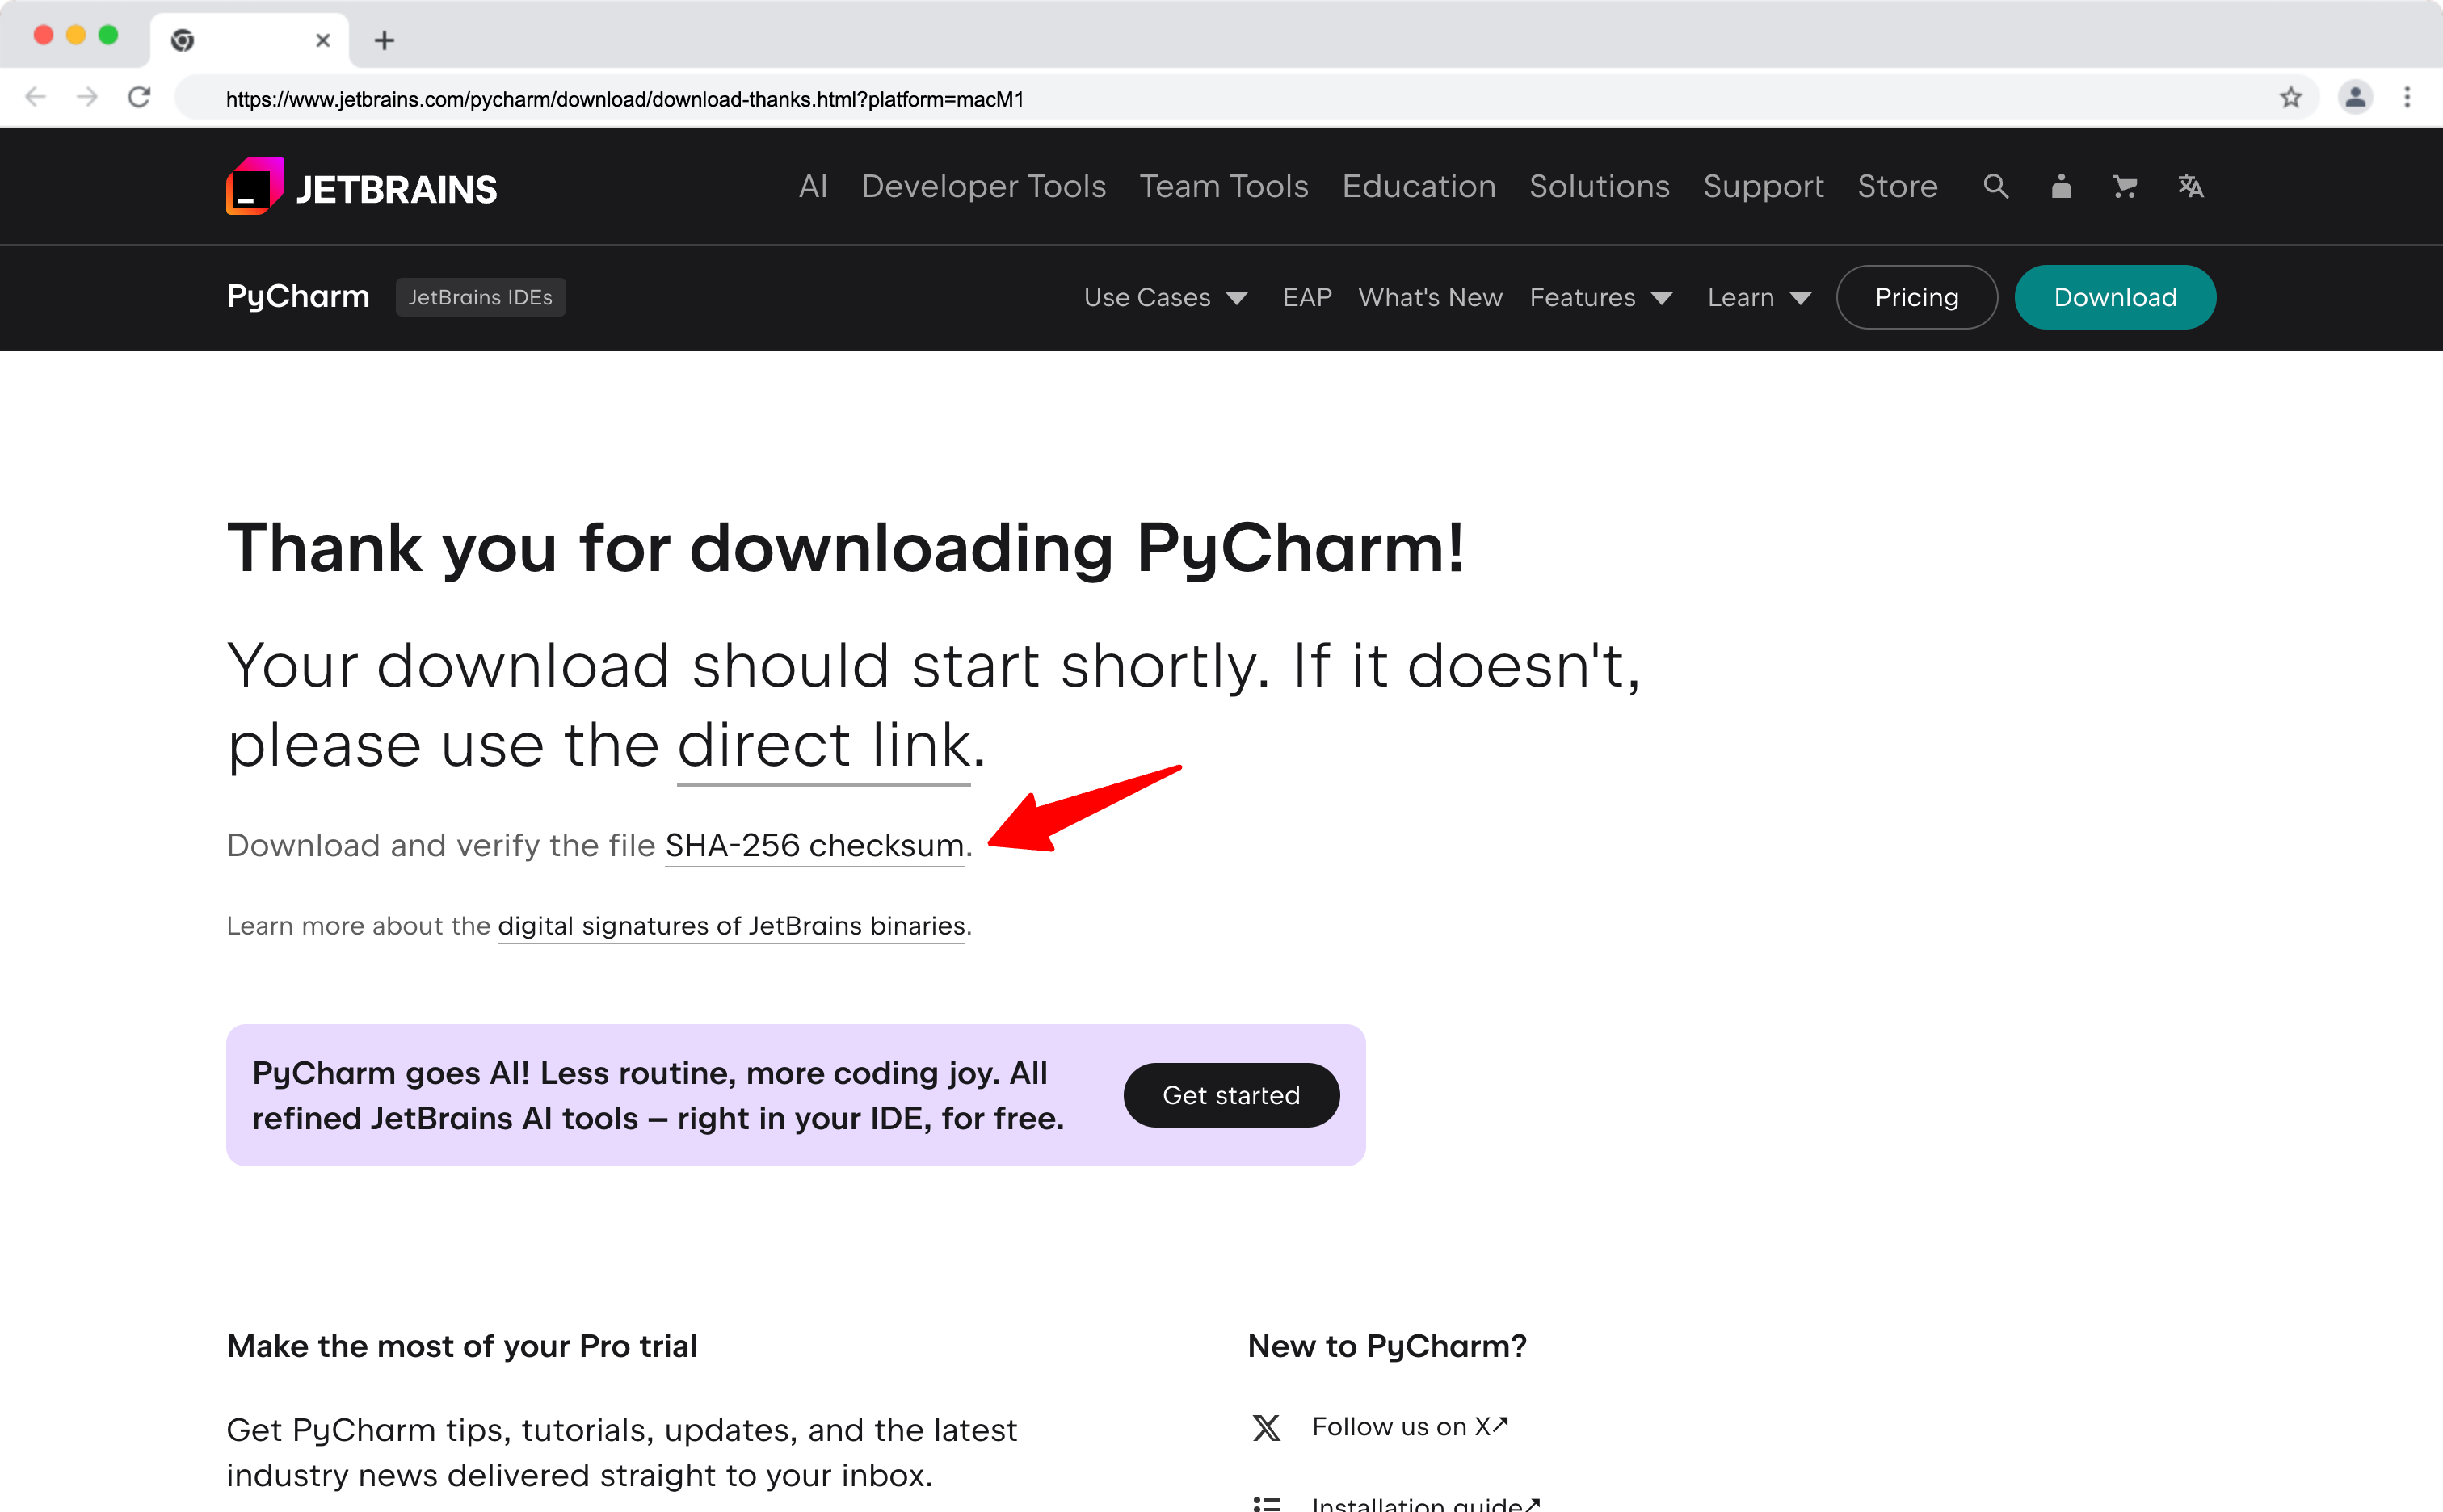 https://www.jetbrains.com/pycharm/download/download-thanks.html?platform=macM1
JETBRAINS
AI Developer Tools Team Tools Education Solutions Support Store
PyCharm JetBrains IDEs
Use Cases EAP What's New Features Learn Pricing Download
Thank you for downloading PyCharm!
Your download should start shortly. If it doesn't,
please use the direct link.
Download and verify the file SHA-256 checksum.
Learn more about the digital signatures of JetBrains binaries.
PyCharm goes AI! Less routine, more coding joy. All
refined JetBrains AI tools – right in your IDE, for free.
Get started
Make the most of your Pro trial
Get PyCharm tips, tutorials, updates, and the latest
industry news delivered straight to your inbox.
New to PyCharm?
Follow us on X↗
Installation guide↗